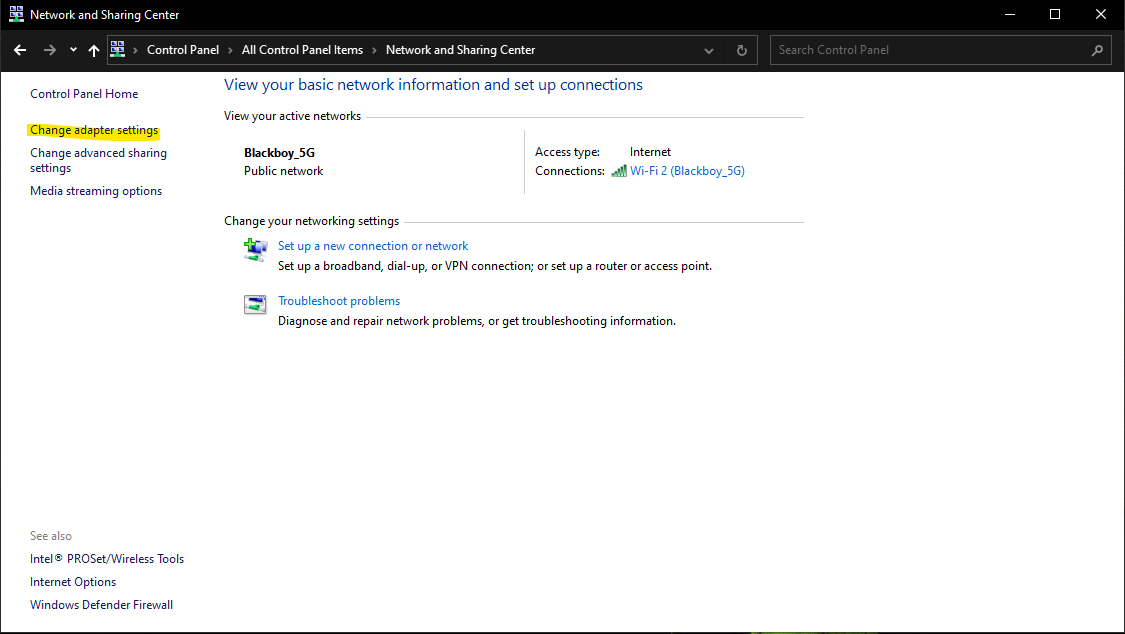 Network and Sharing Center
Control Panel > All Control Panel Items > Network and Sharing Center
Search Control Panel
Control Panel Home
Change adapter settings
Change advanced sharing
settings
Media streaming options
View your basic network information and set up connections
View your active networks
Blackboy_5G
Public network
Access type: Internet
Connections: Wi-Fi 2 (Blackboy_5G)
Change your networking settings
Set up a new connection or network
Set up a broadband, dial-up, or VPN connection; or set up a router or access point.
Troubleshoot problems
Diagnose and repair network problems, or get troubleshooting information.
See also
Intel® PROSet/Wireless Tools
Internet Options
Windows Defender Firewall